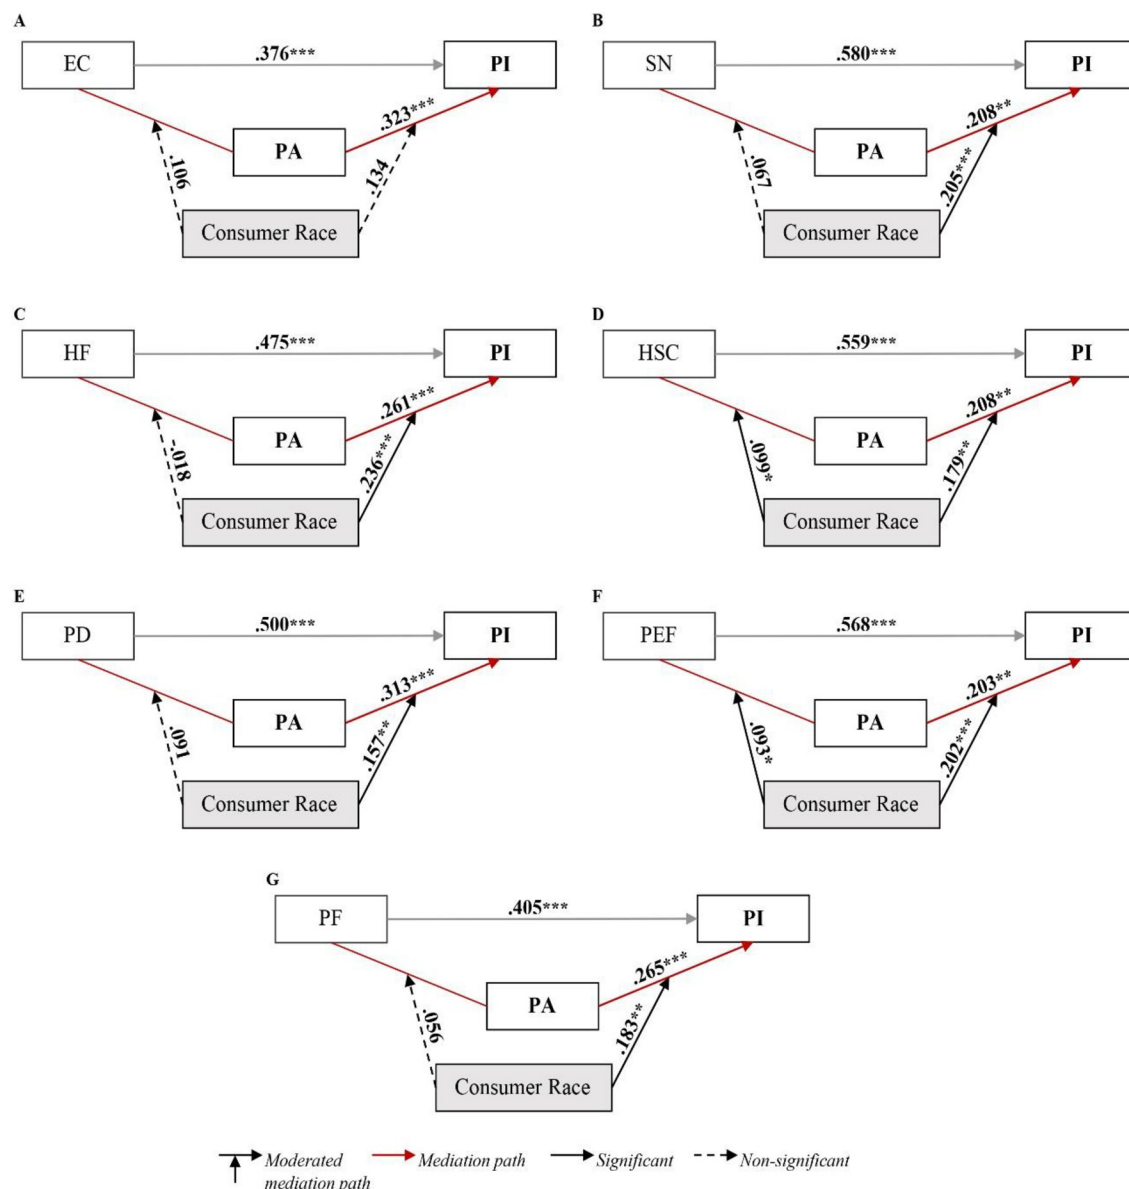 A
B
EC
.376***
PI
SN
.580***
PI
.323***
.208**
PA
PA
.106
.134
.067
.205***
Consumer Race
Consumer Race
C
D
HF
.475***
PI
HSC
.559***
PI
.261***
.208**
PA
PA
-.018
.236***
.099*
.179**
Consumer Race
Consumer Race
E
F
PD
.500***
PI
PEF
.568***
PI
.313***
.203**
PA
PA
.091
.157**
.093*
.202***
Consumer Race
Consumer Race
G
PF
.405***
PI
.265***
PA
.056
.183**
Consumer Race
Moderated
mediation path
Mediation path
Significant
Non-significant